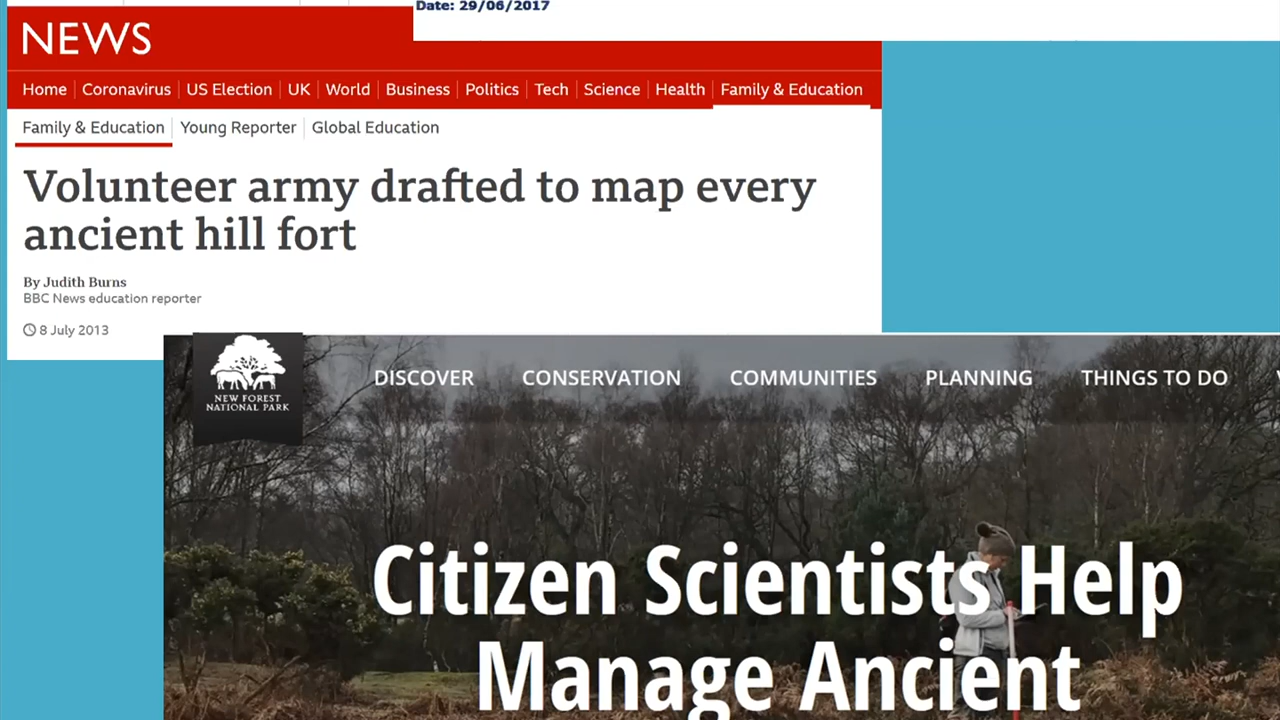 Date: 29/06/2017
NEWS
Home Coronavirus US Election UK World Business Politics Tech Science Health Family & Education
Family & Education Young Reporter Global Education
Volunteer army drafted to map every
ancient hill fort
By Judith Burns
BBC News education reporter
8 July 2013
NEW FOREST
NATIONAL PARK
DISCOVER CONSERVATION COMMUNITIES PLANNING THINGS TO DO
Citizen Scientists Help
Manage Ancient